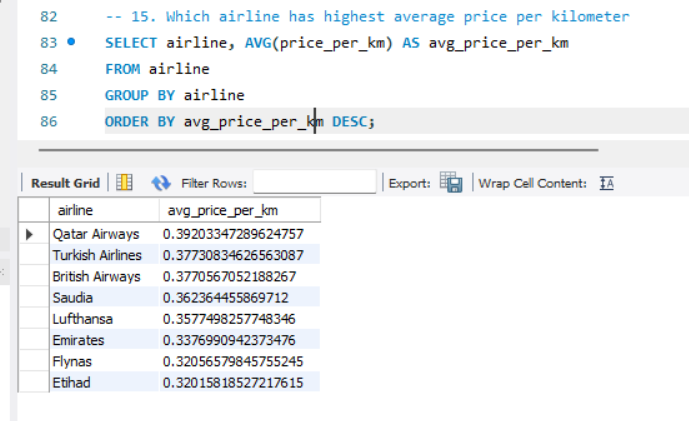 82 -- 15. Which airline has highest average price per kilometer
83 SELECT airline, AVG(price_per_km) AS avg_price_per_km
84 FROM airline
85 GROUP BY airline
86 ORDER BY avg_price_per_km DESC;
Result Grid Filter Rows: Export: Wrap Cell Content: IA
airline avg_price_per_km
Qatar Airways 0.39203347289624757
Turkish Airlines 0.37730834626563087
British Airways 0.3770567052188267
Saudia 0.362364455869712
Lufthansa 0.3577498257748346
Emirates 0.3376990942373476
Flynas 0.32056579845755245
Etihad 0.32015818527217615